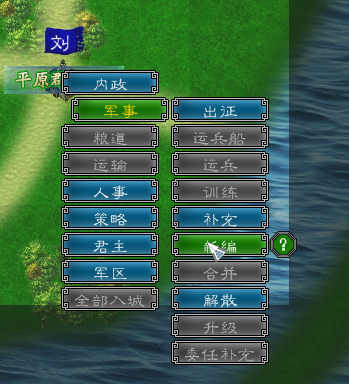 刘
平原
内政
军事
粮道
运输
人事
策略
君主
军区
全部入城
出征
运兵船
运兵
训练
补充
新编
?
合并
解散
升级
委任补充